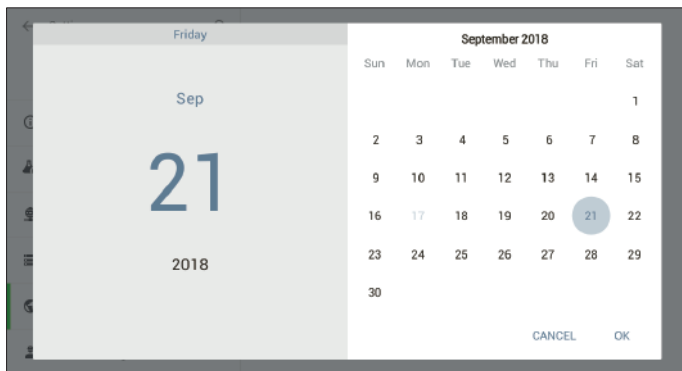 Friday
Sep
21
2018
September 2018
Sun Mon Tue Wed Thu Fri Sat
1
2 3 4 5 6 7 8
9 10 11 12 13 14 15
16 17 18 19 20 21 22
23 24 25 26 27 28 29
30
CANCEL OK